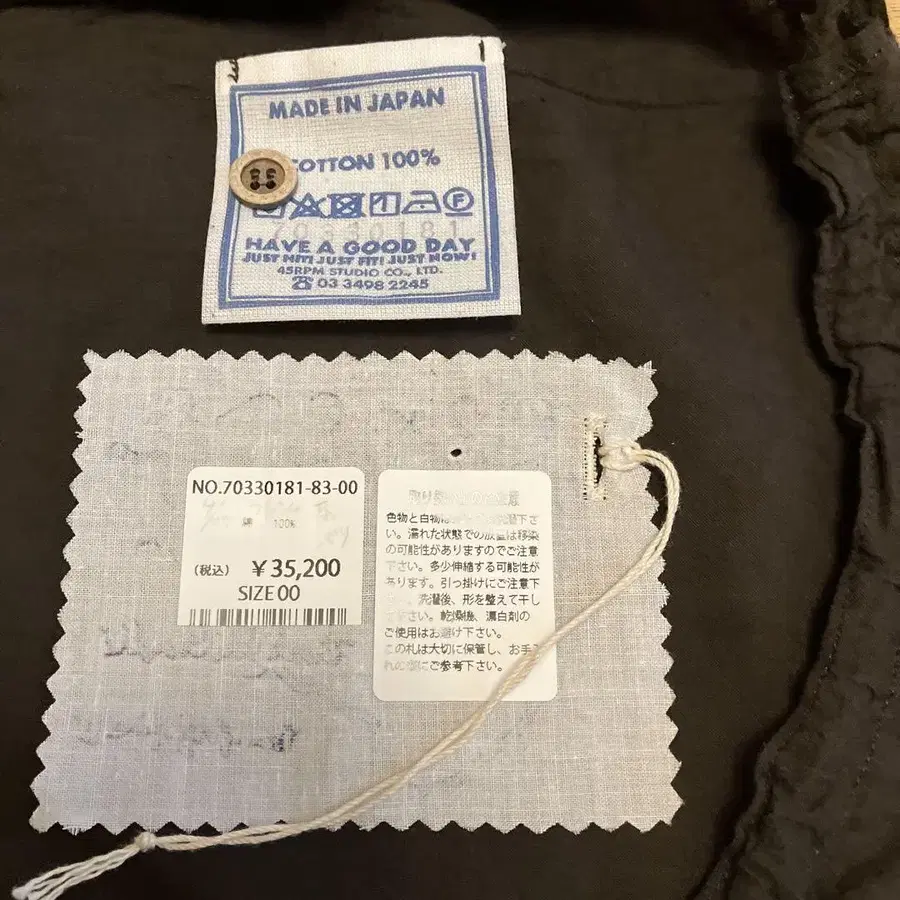 MADE IN JAPAN
COTTON 100%
F
70330181
HAVE A GOOD DAY
JUST HIT! JUST FIT! JUST NOW!
45RPM STUDIO CO., LTD.
☎ 03 3498 2245
NO.70330181-83-00
綿 100%
(税込) ¥35,200
SIZE 00
色物と白物は
い。濡れた状態での放置は移染
の可能性がありますのでご注意
下さい。多少伸縮する可能性が
あります。引っ掛けにご注意下
さい。洗濯後、形を整えて干し
て下さい。乾燥機、漂白剤の
ご使用はお避け下さい。
この札は大切に保管し、お手入
れの際にご参考下さい。